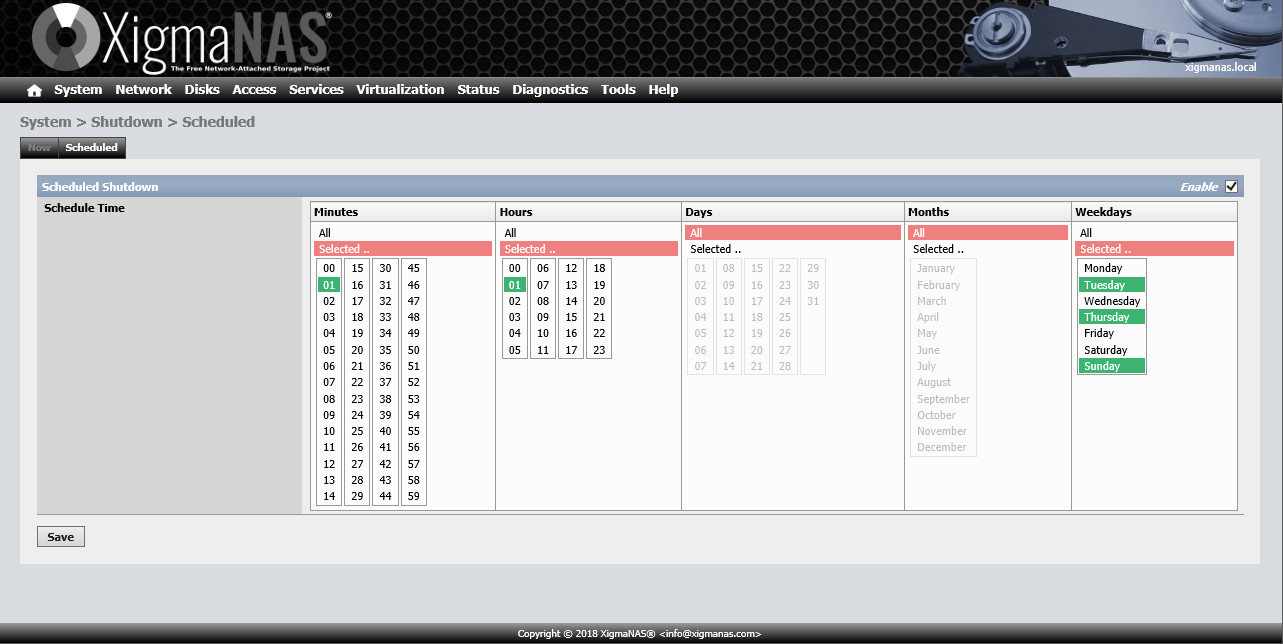 XigmaNAS®
The Free Network-Attached Storage Project
xigmanas.local
System Network Disks Access Services Virtualization Status Diagnostics Tools Help
System > Shutdown > Scheduled
Now Scheduled
Scheduled Shutdown Enable
Schedule Time
Minutes Hours Days Months Weekdays
All All All All All
Selected .. Selected .. Selected .. Selected .. Selected ..
00 15 30 45 00 06 12 18 01 08 15 22 29 January Monday
01 16 31 46 01 07 13 19 02 09 16 23 30 February Tuesday
02 17 32 47 02 08 14 20 03 10 17 24 31 March Wednesday
03 18 33 48 03 09 15 21 04 11 18 25 April Thursday
04 19 34 49 04 10 16 22 05 12 19 26 May Friday
05 20 35 50 05 11 17 23 06 13 20 27 June Saturday
06 21 36 51 07 14 21 28 July Sunday
07 22 37 52 August
08 23 38 53 September
09 24 39 54 October
10 25 40 55 November
11 26 41 56 December
12 27 42 57
13 28 43 58
14 29 44 59
Save
Copyright © 2018 XigmaNAS® <info@xigmanas.com>